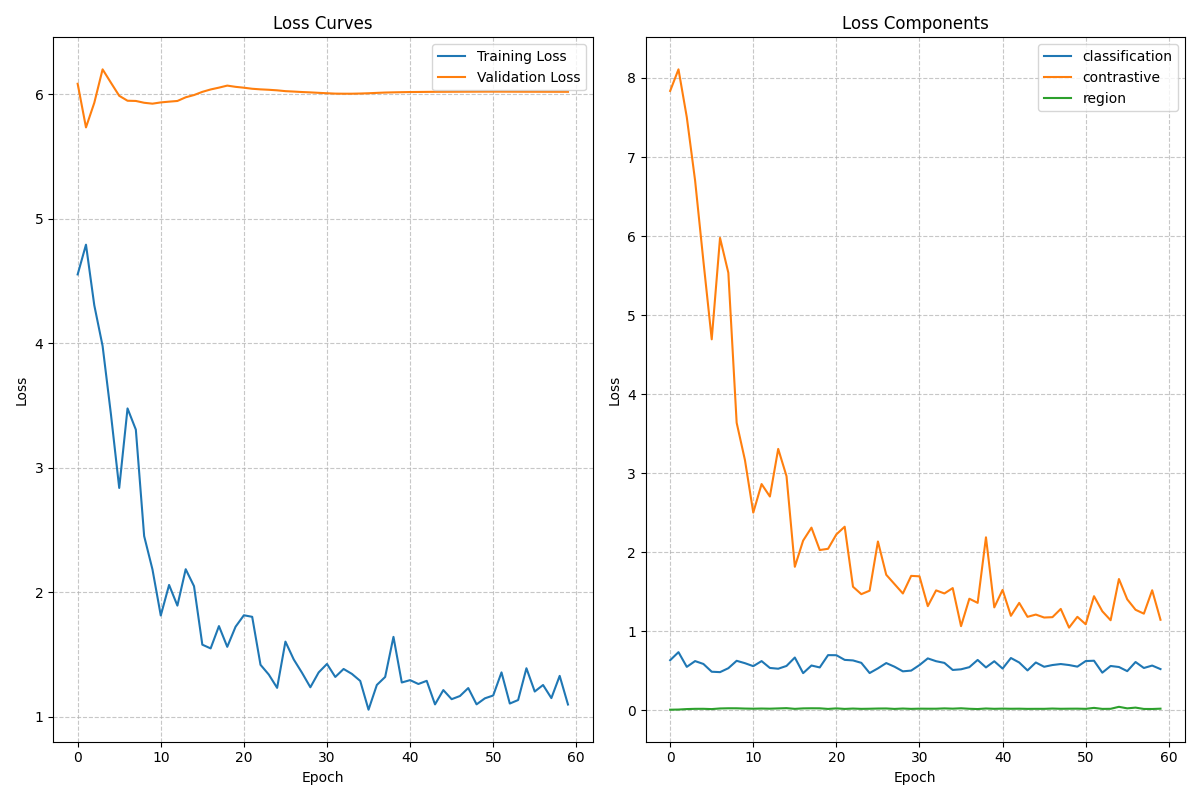 Loss Curves
Training Loss
Validation Loss
6
5
4
3
2
1
Loss
0 10 20 30 40 50 60
Epoch
Loss Components
classification
contrastive
region
8
7
6
5
4
3
2
1
0
Loss
0 10 20 30 40 50 60
Epoch